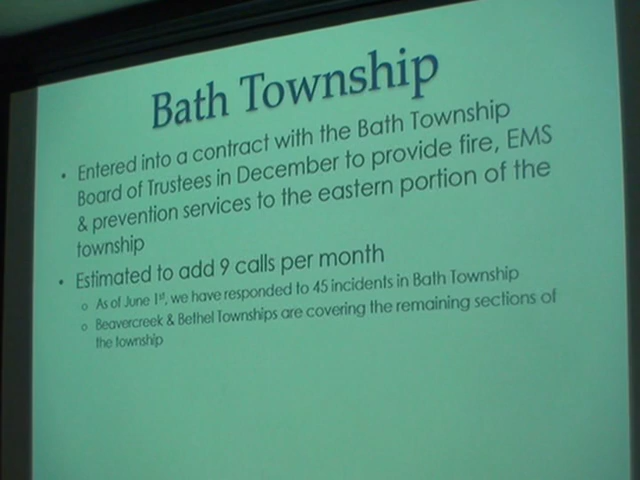 Bath Township
• Entered into a contract with the Bath Township
Board of Trustees in December to provide fire, EMS
& prevention services to the eastern portion of the
township
• Estimated to add 9 calls per month
o As of June 1st, we have responded to 45 incidents in Bath Township
o Beavercreek & Bethel Townships are covering the remaining sections of
the township